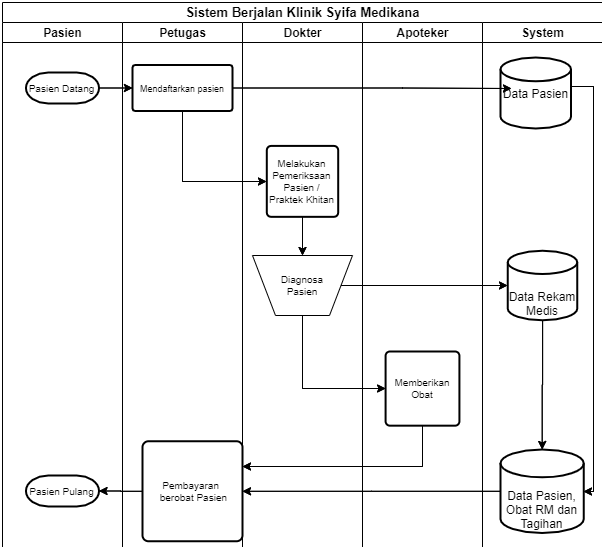 Sistem Berjalan Klinik Syifa Medikana
Pasien
Petugas
Dokter
Apoteker
System
Pasien Datang
Mendaftarkan pasien
Data Pasien
Melakukan
Pemeriksaan
Pasien /
Praktek Khitan
Diagnosa
Pasien
Data Rekam
Medis
Memberikan
Obat
Pasien Pulang
Pembayaran
berobat Pasien
Data Pasien,
Obat RM dan
Tagihan